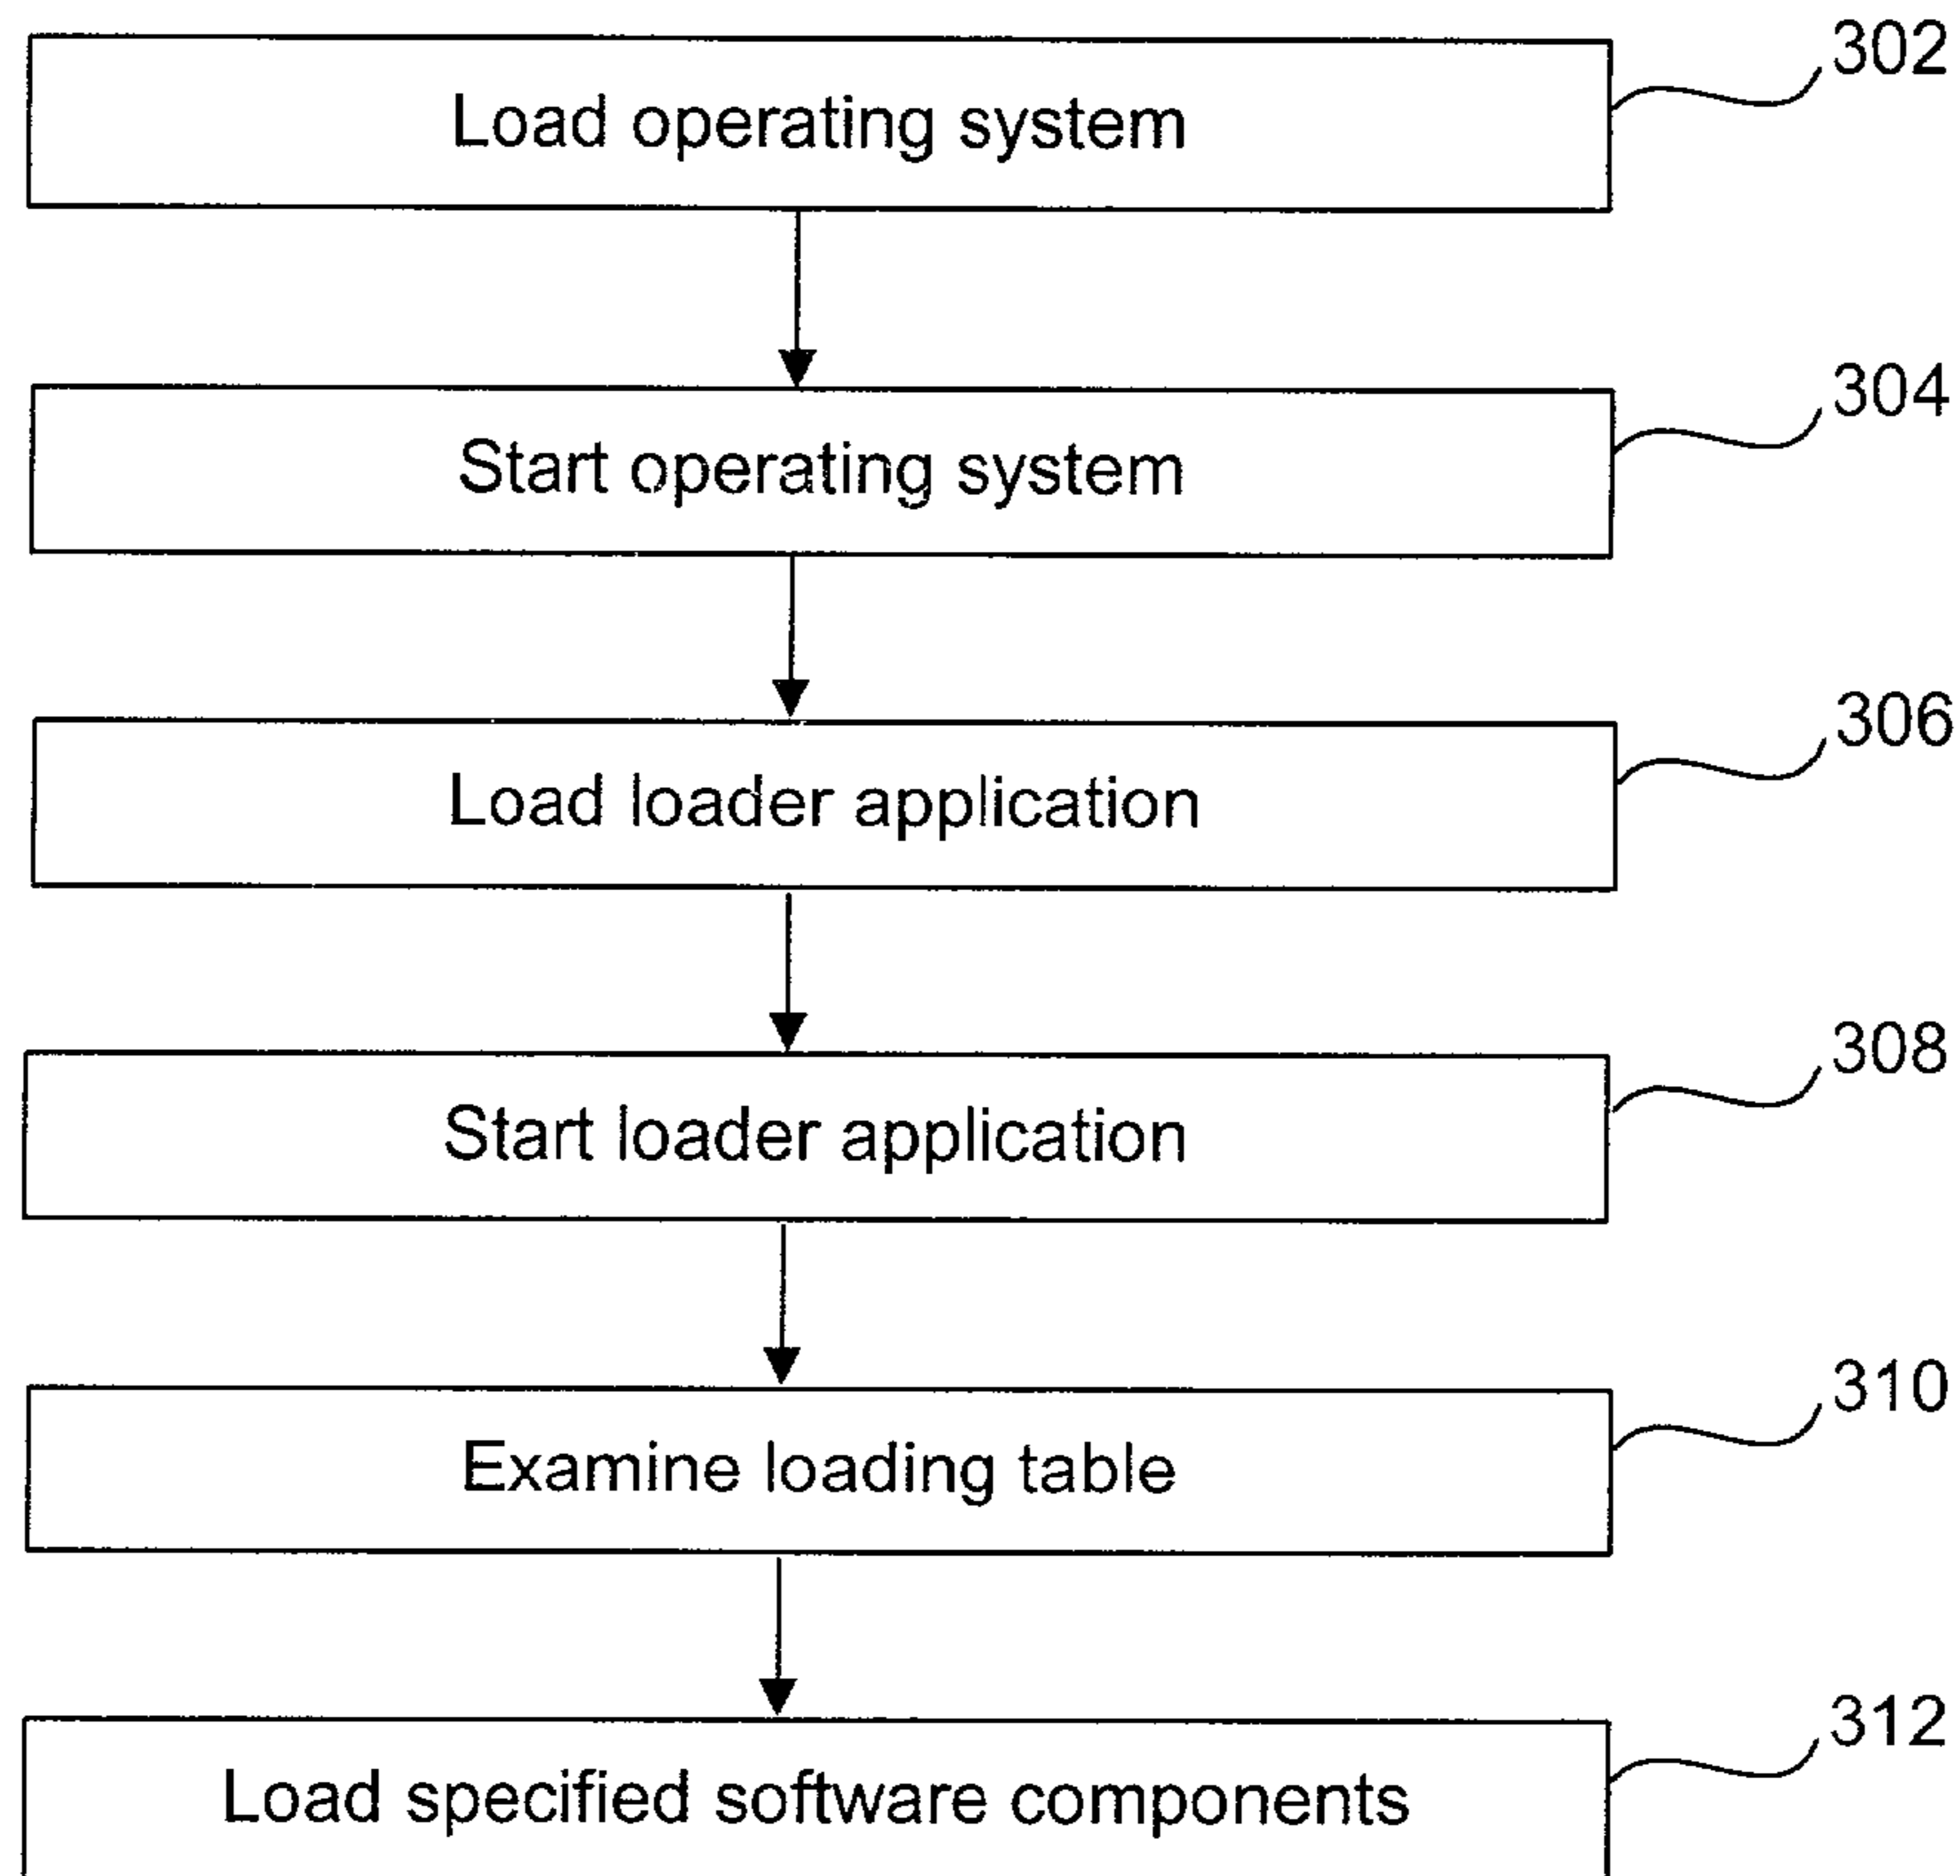 302
Load operating system
304
Start operating system
306
Load loader application
308
Start loader application
310
Examine loading table
312
Load specified software components